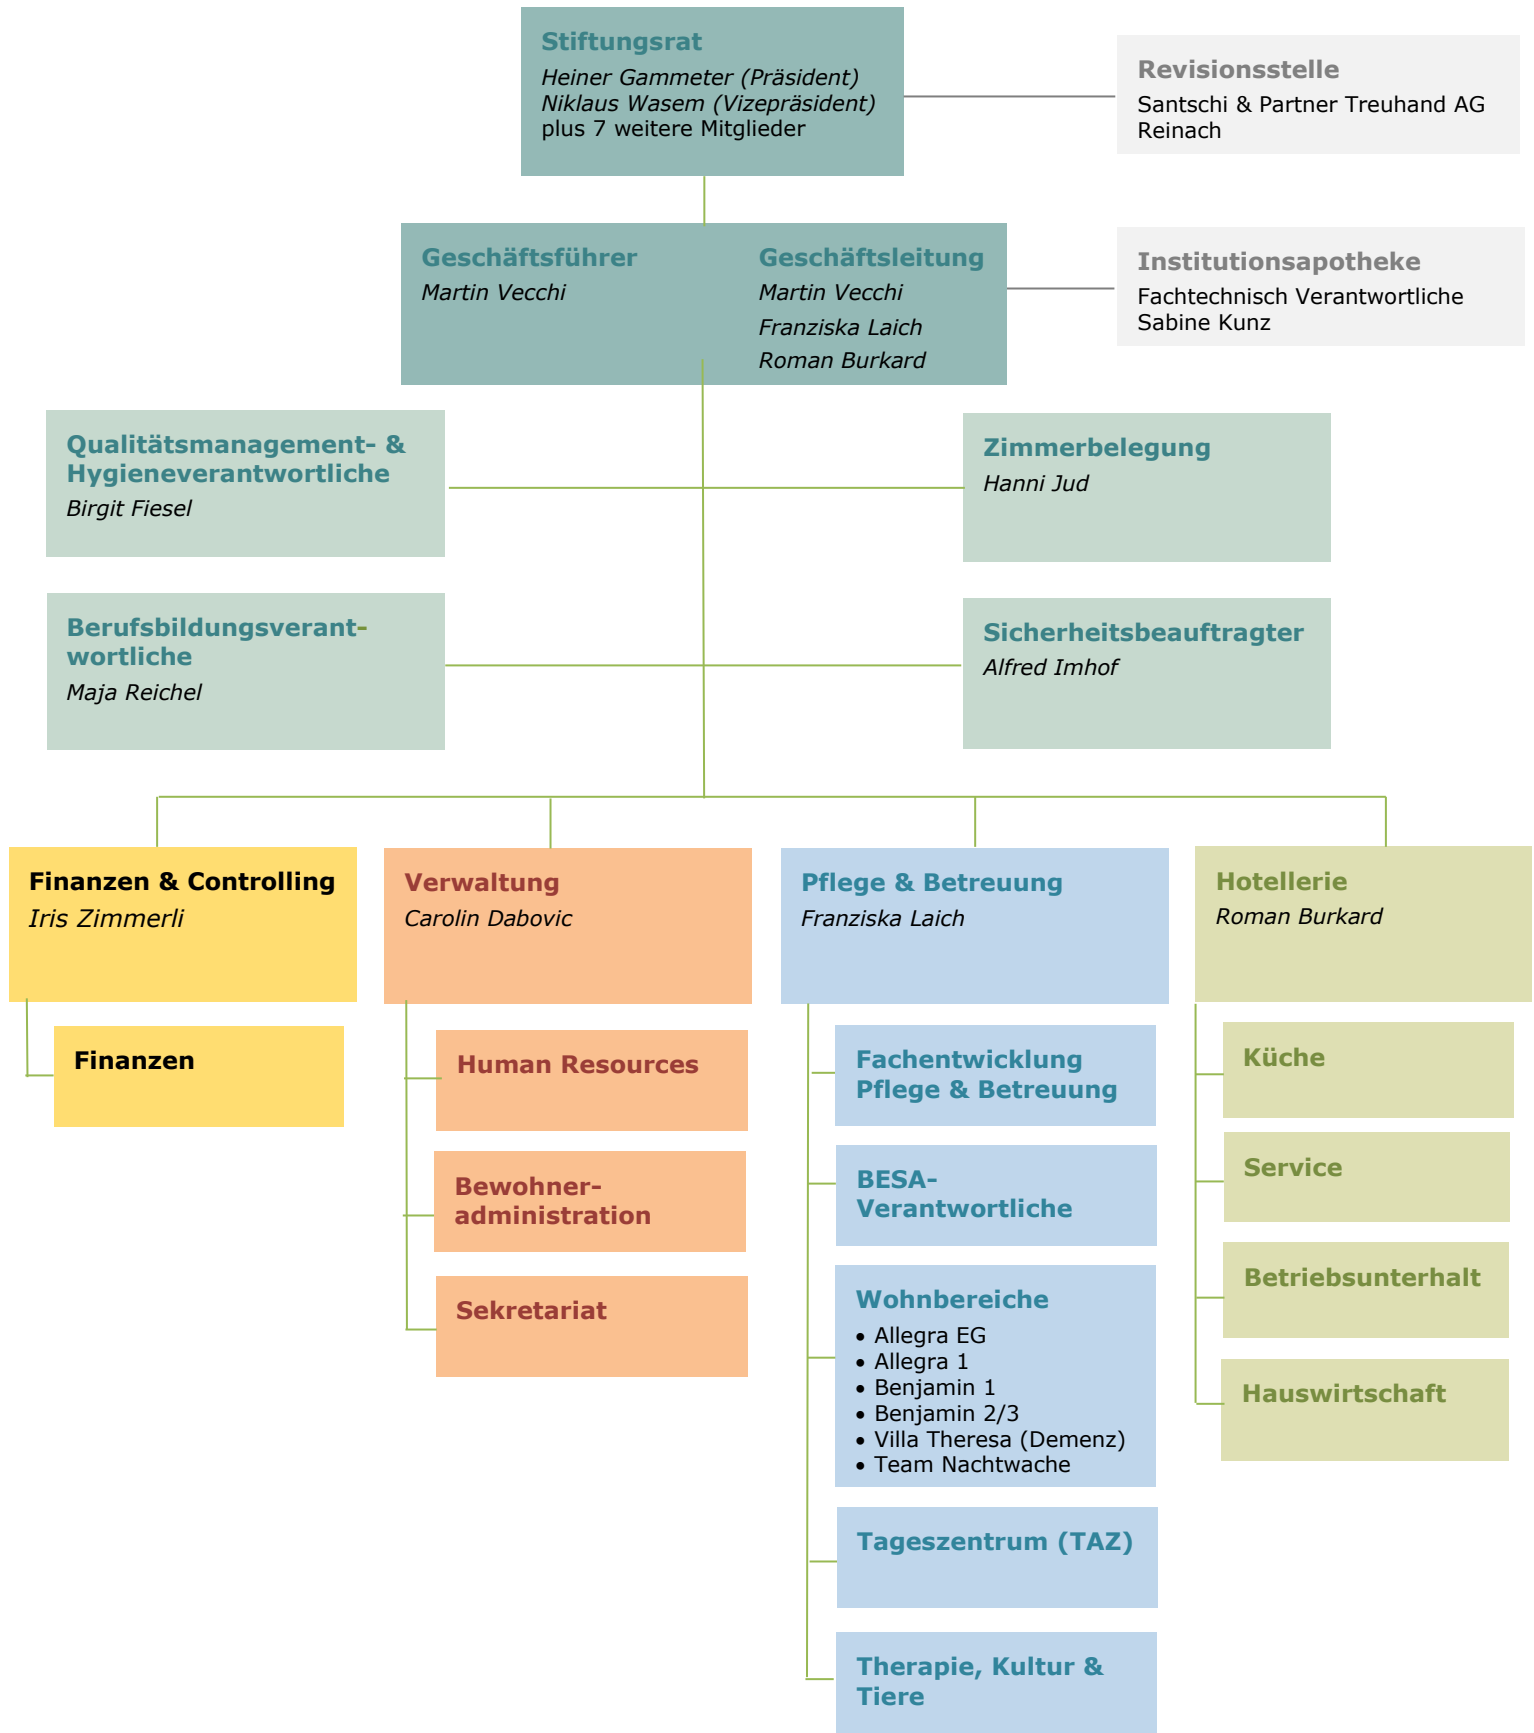 Stiftungsrat
Heiner Gammeter (Präsident)
Niklaus Wasem (Vizepräsident)
plus 7 weitere Mitglieder
Revisionsstelle
Santschi & Partner Treuhand AG
Reinach
Geschäftsführer
Martin Vecchi
Geschäftsleitung
Martin Vecchi
Franziska Laich
Roman Burkard
Institutionsapotheke
Fachtechnisch Verantwortliche
Sabine Kunz
Qualitätsmanagement- &
Hygieneverantwortliche
Birgit Fiesel
Zimmerbelegung
Hanni Jud
Berufsbildungsverant-
wortliche
Maja Reichel
Sicherheitsbeauftragter
Alfred Imhof
Finanzen & Controlling
Iris Zimmerli
Finanzen
Verwaltung
Carolin Dabovic
Human Resources
Bewohner-
administration
Sekretariat
Pflege & Betreuung
Franziska Laich
Fachentwicklung
Pflege & Betreuung
BESA-
Verantwortliche
Wohnbereiche
• Allegra EG
• Allegra 1
• Benjamin 1
• Benjamin 2/3
• Villa Theresa (Demenz)
• Team Nachtwache
Tageszentrum (TAZ)
Therapie, Kultur &
Tiere
Hotellerie
Roman Burkard
Küche
Service
Betriebsunterhalt
Hauswirtschaft